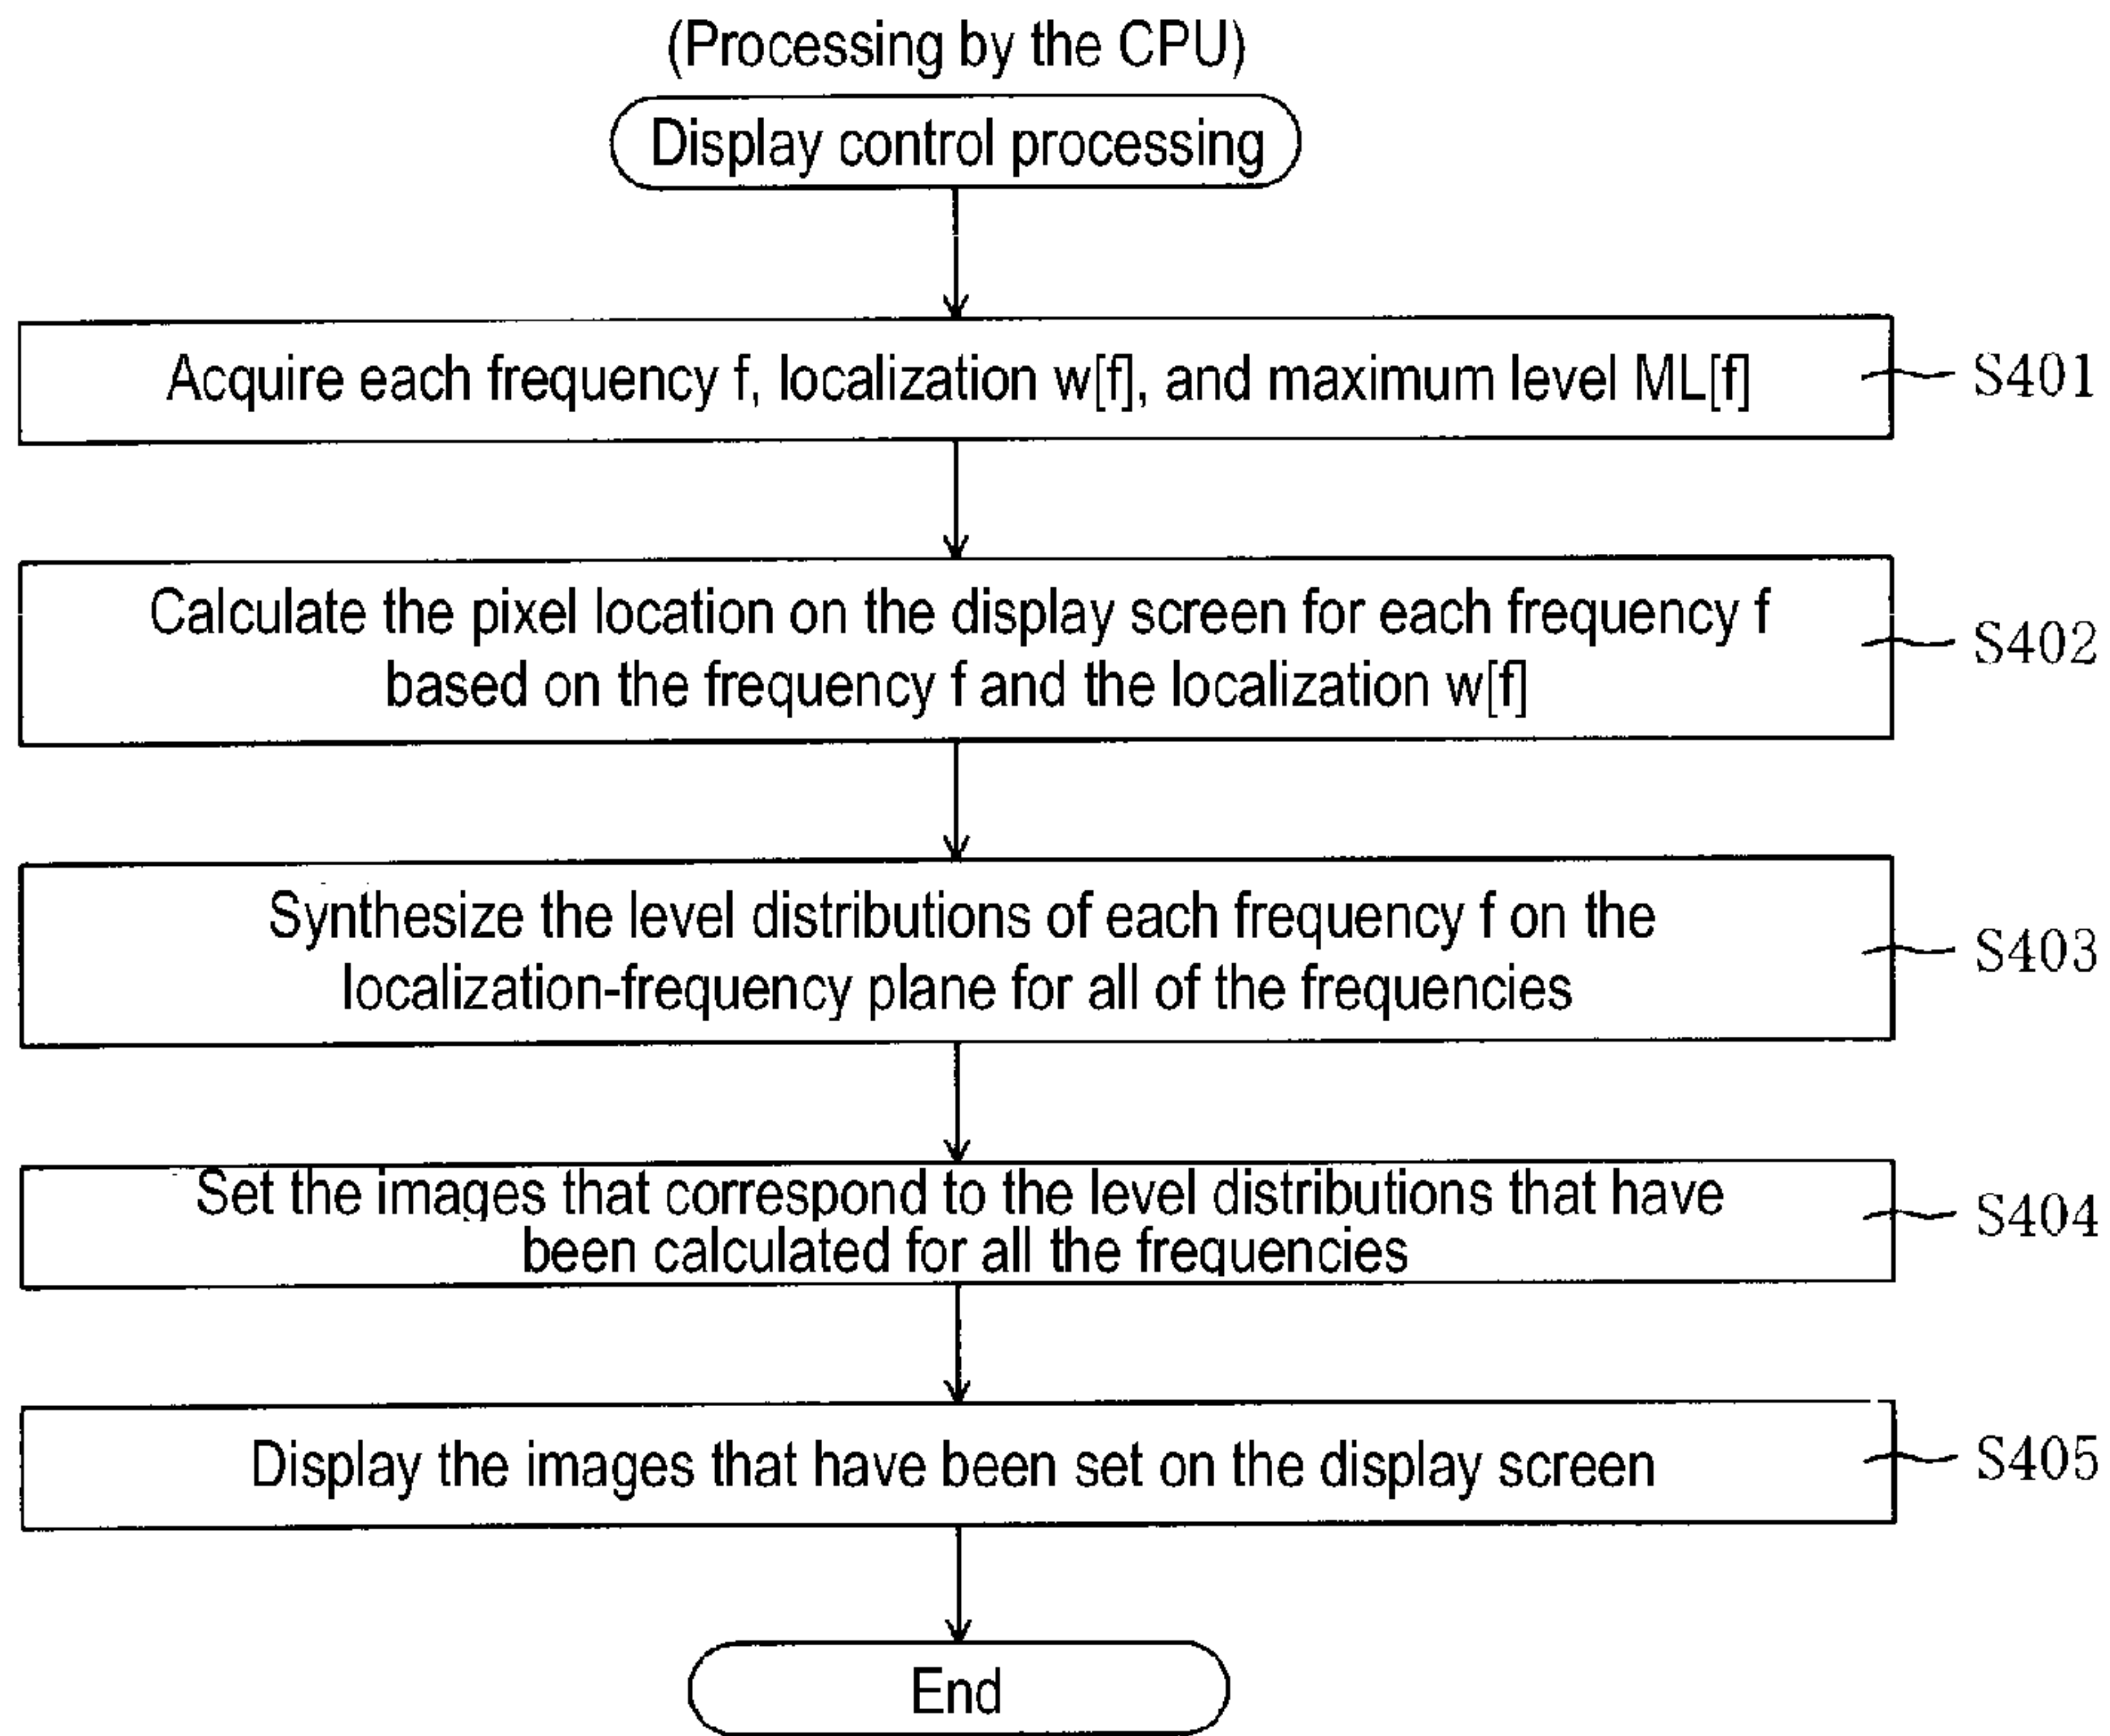 (Processing by the CPU)
Display control processing
Acquire each frequency f, localization w[f], and maximum level ML[f]
S401
Calculate the pixel location on the display screen for each frequency f
based on the frequency f and the localization w[f]
S402
Synthesize the level distributions of each frequency f on the
localization-frequency plane for all of the frequencies
S403
Set the images that correspond to the level distributions that have
been calculated for all the frequencies
S404
Display the images that have been set on the display screen
S405
End